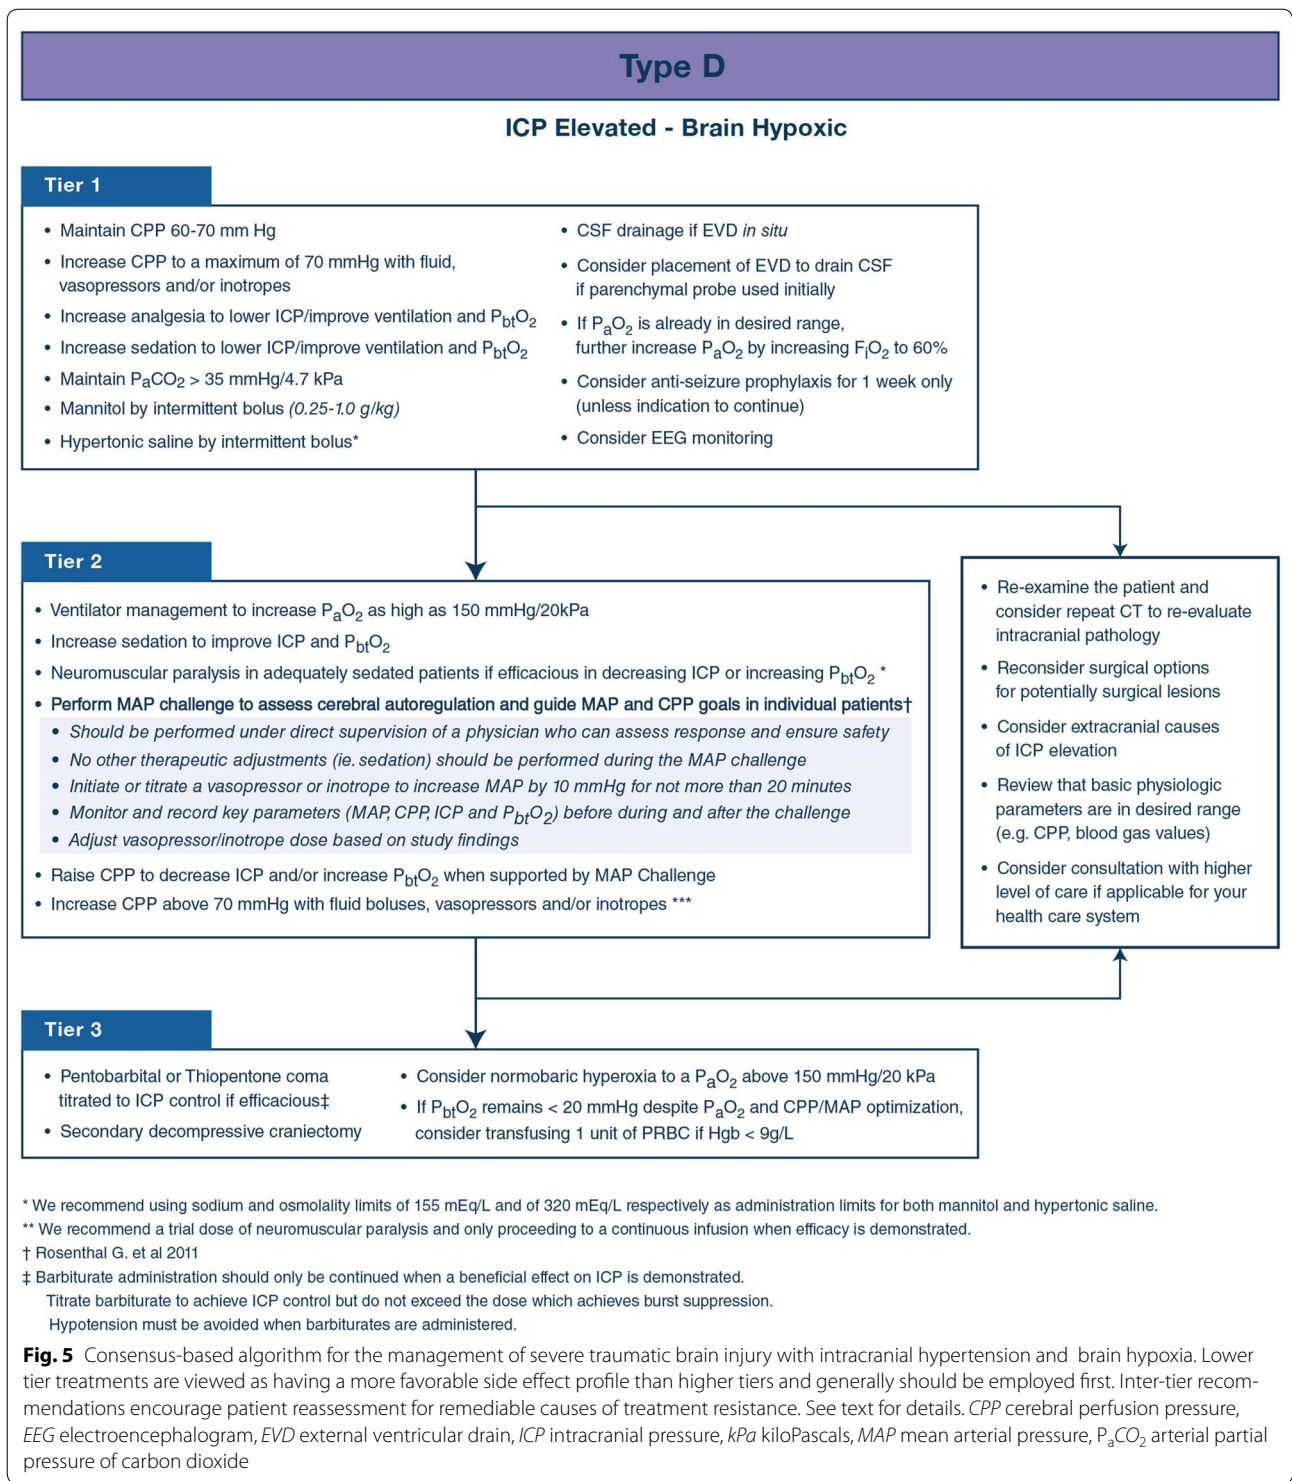 Type D
ICP Elevated - Brain Hypoxic
Tier 1
• Maintain CPP 60-70 mm Hg
• Increase CPP to a maximum of 70 mmHg with fluid,
vasopressors and/or inotropes
• Increase analgesia to lower ICP/improve ventilation and PbtO2
• Increase sedation to lower ICP/improve ventilation and PbtO2
• Maintain PaCO2 > 35 mmHg/4.7 kPa
• Mannitol by intermittent bolus (0.25-1.0 g/kg)
• Hypertonic saline by intermittent bolus*
• CSF drainage if EVD in situ
• Consider placement of EVD to drain CSF
if parenchymal probe used initially
• If PaO2 is already in desired range,
further increase PaO2 by increasing FiO2 to 60%
• Consider anti-seizure prophylaxis for 1 week only
(unless indication to continue)
• Consider EEG monitoring
Tier 2
• Ventilator management to increase PaO2 as high as 150 mmHg/20kPa
• Increase sedation to improve ICP and PbtO2
• Neuromuscular paralysis in adequately sedated patients if efficacious in decreasing ICP or increasing PbtO2 *
• Perform MAP challenge to assess cerebral autoregulation and guide MAP and CPP goals in individual patients†
• Should be performed under direct supervision of a physician who can assess response and ensure safety
• No other therapeutic adjustments (ie. sedation) should be performed during the MAP challenge
• Initiate or titrate a vasopressor or inotrope to increase MAP by 10 mmHg for not more than 20 minutes
• Monitor and record key parameters (MAP, CPP, ICP and PbtO2) before during and after the challenge
• Adjust vasopressor/inotrope dose based on study findings
• Raise CPP to decrease ICP and/or increase PbtO2 when supported by MAP Challenge
• Increase CPP above 70 mmHg with fluid boluses, vasopressors and/or inotropes ***
• Re-examine the patient and
consider repeat CT to re-evaluate
intracranial pathology
• Reconsider surgical options
for potentially surgical lesions
• Consider extracranial causes
of ICP elevation
• Review that basic physiologic
parameters are in desired range
(e.g. CPP, blood gas values)
• Consider consultation with higher
level of care if applicable for your
health care system
Tier 3
• Pentobarbital or Thiopentone coma
titrated to ICP control if efficacious‡
• Secondary decompressive craniectomy
• Consider normobaric hyperoxia to a PaO2 above 150 mmHg/20 kPa
• If PbtO2 remains < 20 mmHg despite PaO2 and CPP/MAP optimization,
consider transfusing 1 unit of PRBC if Hgb < 9g/L
* We recommend using sodium and osmolality limits of 155 mEq/L and of 320 mEq/L respectively as administration limits for both mannitol and hypertonic saline.
** We recommend a trial dose of neuromuscular paralysis and only proceeding to a continuous infusion when efficacy is demonstrated.
† Rosenthal G. et al 2011
‡ Barbiturate administration should only be continued when a beneficial effect on ICP is demonstrated.
Titrate barbiturate to achieve ICP control but do not exceed the dose which achieves burst suppression.
Hypotension must be avoided when barbiturates are administered.
Fig. 5 Consensus-based algorithm for the management of severe traumatic brain injury with intracranial hypertension and brain hypoxia. Lower
tier treatments are viewed as having a more favorable side effect profile than higher tiers and generally should be employed first. Inter-tier recom-
mendations encourage patient reassessment for remediable causes of treatment resistance. See text for details. CPP cerebral perfusion pressure,
EEG electroencephalogram, EVD external ventricular drain, ICP intracranial pressure, kPa kiloPascals, MAP mean arterial pressure, PaCO2 arterial partial
pressure of carbon dioxide